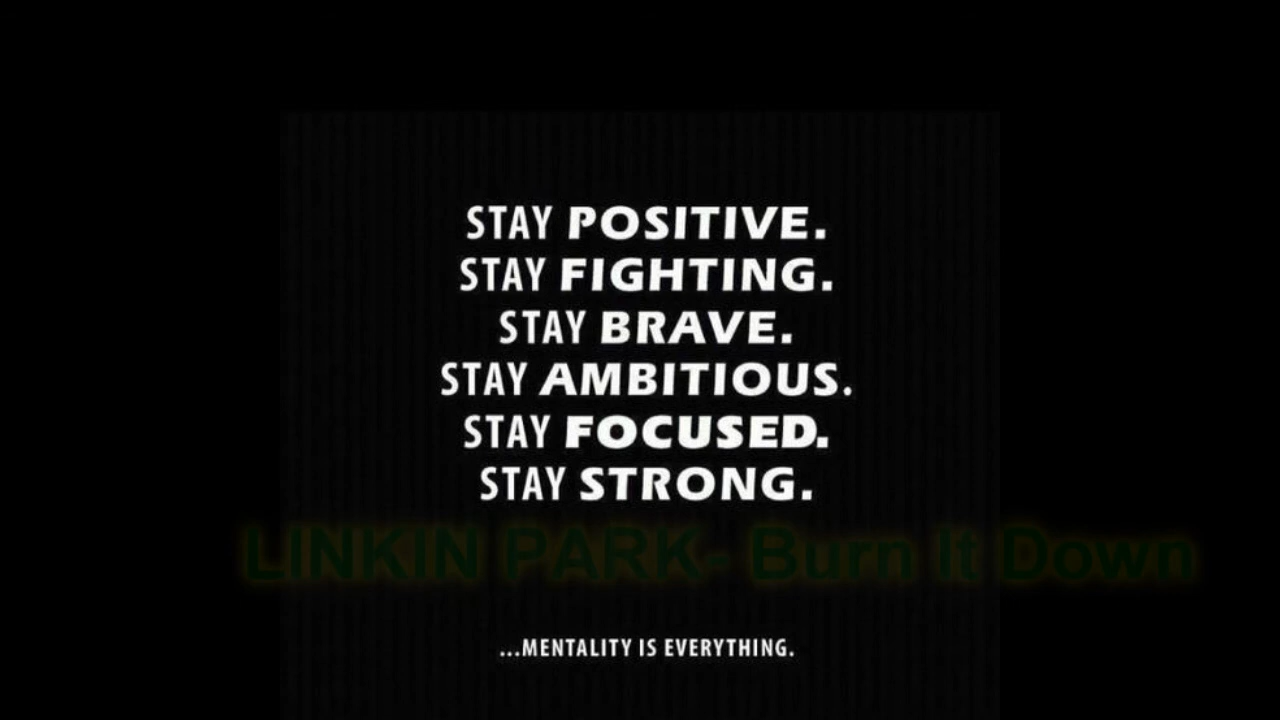 STAY POSITIVE.
STAY FIGHTING.
STAY BRAVE.
STAY AMBITIOUS.
STAY FOCUSED.
STAY STRONG.
LINKIN PARK- Burn It Down
...MENTALITY IS EVERYTHING.